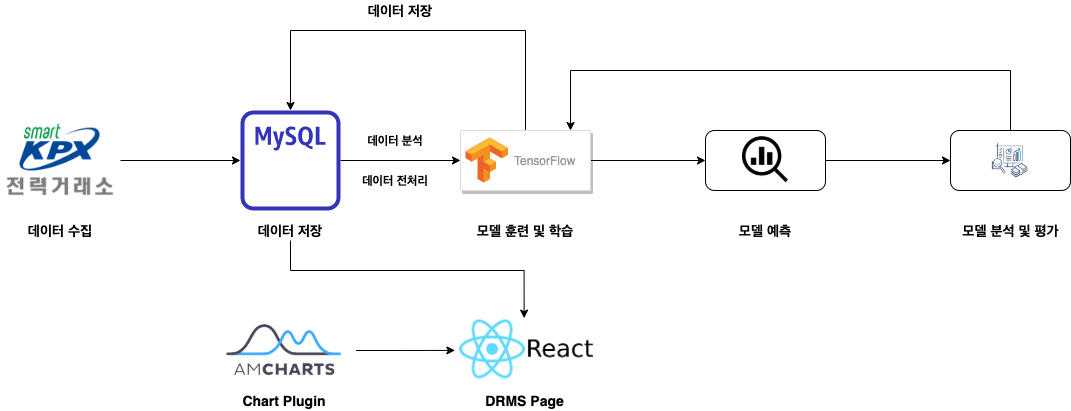 데이터 저장
smart
KPX
전력거래소
데이터 수집
MySQL
데이터 저장
데이터 분석
데이터 전처리
TensorFlow
모델 훈련 및 학습
모델 예측
모델 분석 및 평가
AMCHARTS
Chart Plugin
React
DRMS Page